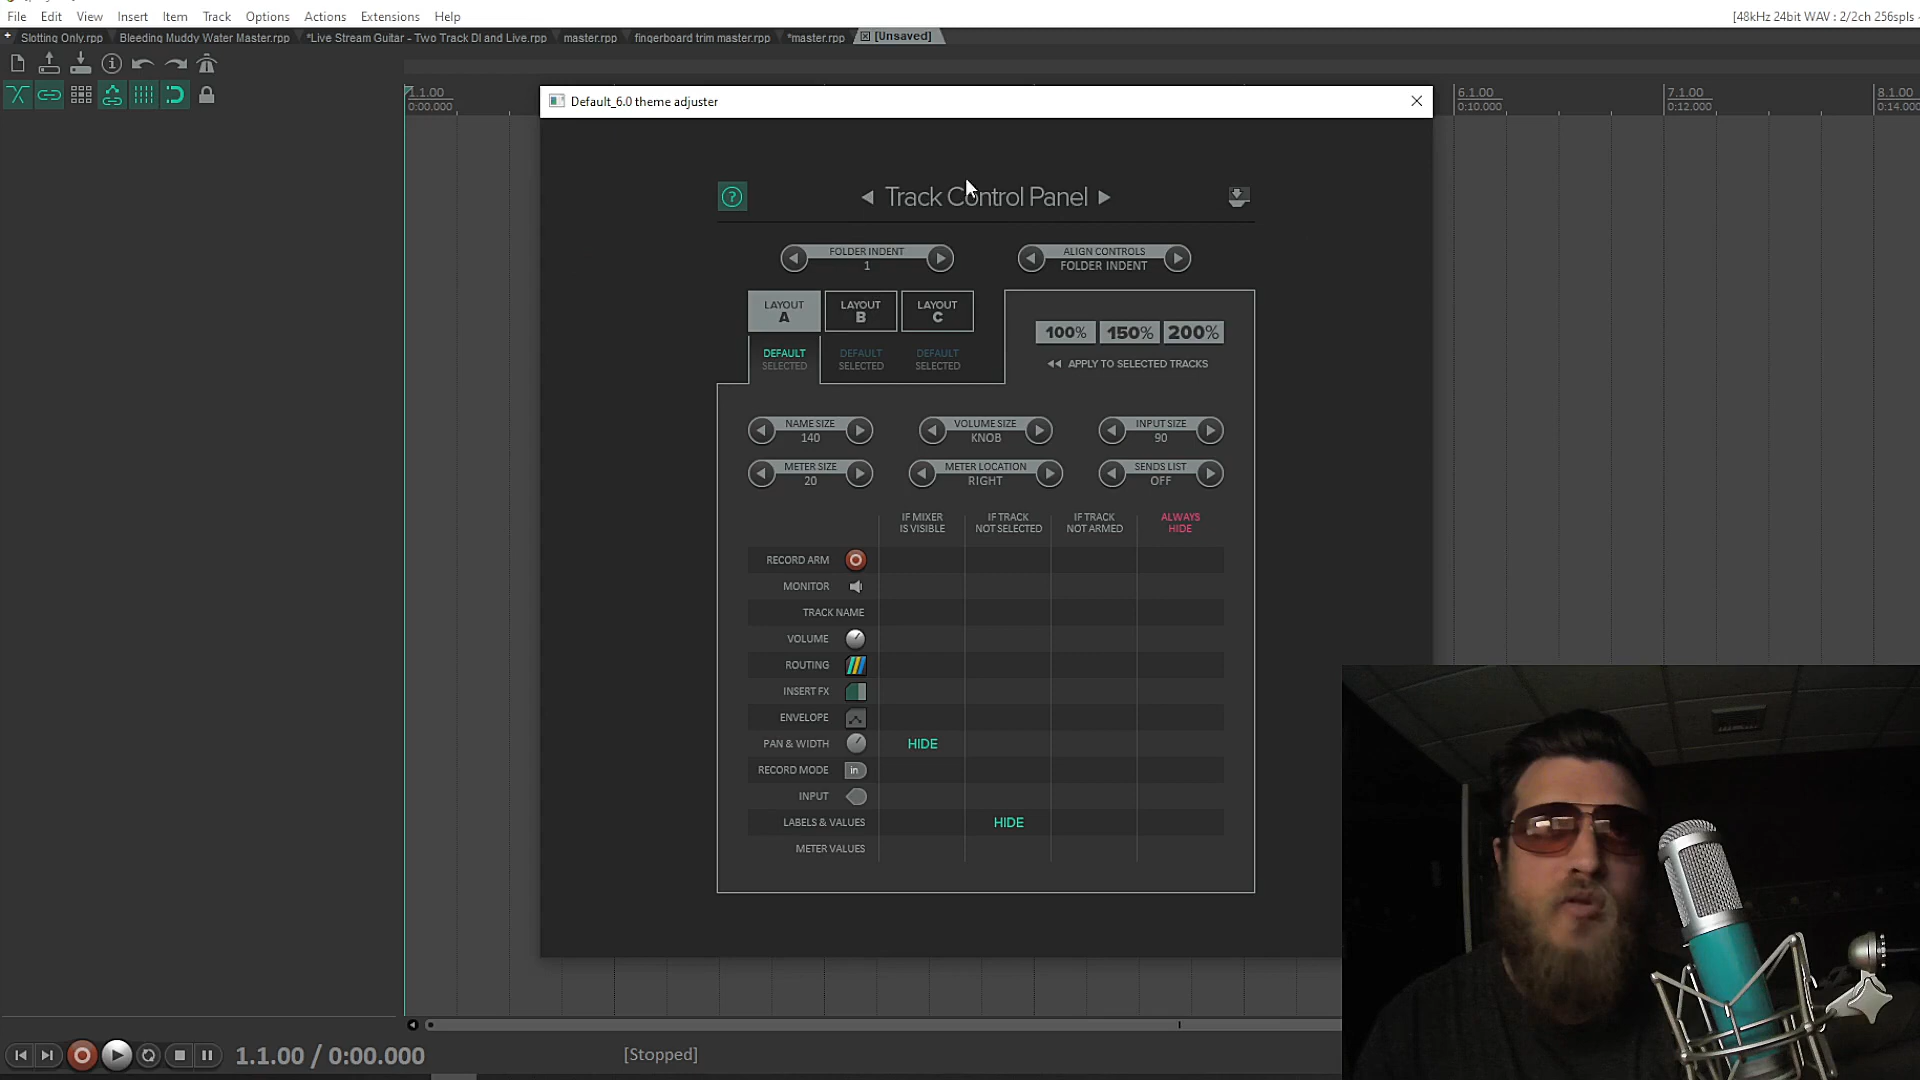 File Edit View Insert Item Track Options Actions Extensions Help
[48kHz 24bit WAV : 2/2ch 256spls
Slotting Only.rpp Bleeding Muddy Water Master.rpp *Live Stream Guitar - Two Track DI and Live.rpp master.rpp fingerboard trim master.rpp *master.rpp [Unsaved]
1.1.00 6.1.00 7.1.00 8.1.00
0:00.000 0:10.000 0:12.000 0:14.000
Default_6.0 theme adjuster
? Track Control Panel
FOLDER INDENT ALIGN CONTROLS
1 FOLDER INDENT
LAYOUT LAYOUT LAYOUT
A B C
100% 150% 200%
DEFAULT DEFAULT DEFAULT
SELECTED SELECTED SELECTED
APPLY TO SELECTED TRACKS
NAME SIZE VOLUME SIZE INPUT SIZE
140 KNOB 90
METER SIZE METER LOCATION SENDS LIST
20 RIGHT OFF
IF MIXER IF TRACK IF TRACK ALWAYS
IS VISIBLE NOT SELECTED NOT ARMED HIDE
RECORD ARM
MONITOR
TRACK NAME
VOLUME
ROUTING
INSERT FX
ENVELOPE
PAN & WIDTH HIDE
RECORD MODE in
INPUT
LABELS & VALUES HIDE
METER VALUES
1.1.00 / 0:00.000 [Stopped]